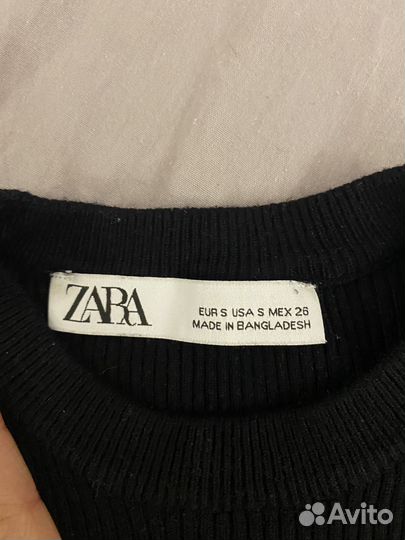 ZARA
EUR S USA S MEX 26
MADE IN BANGLADESH
Avito